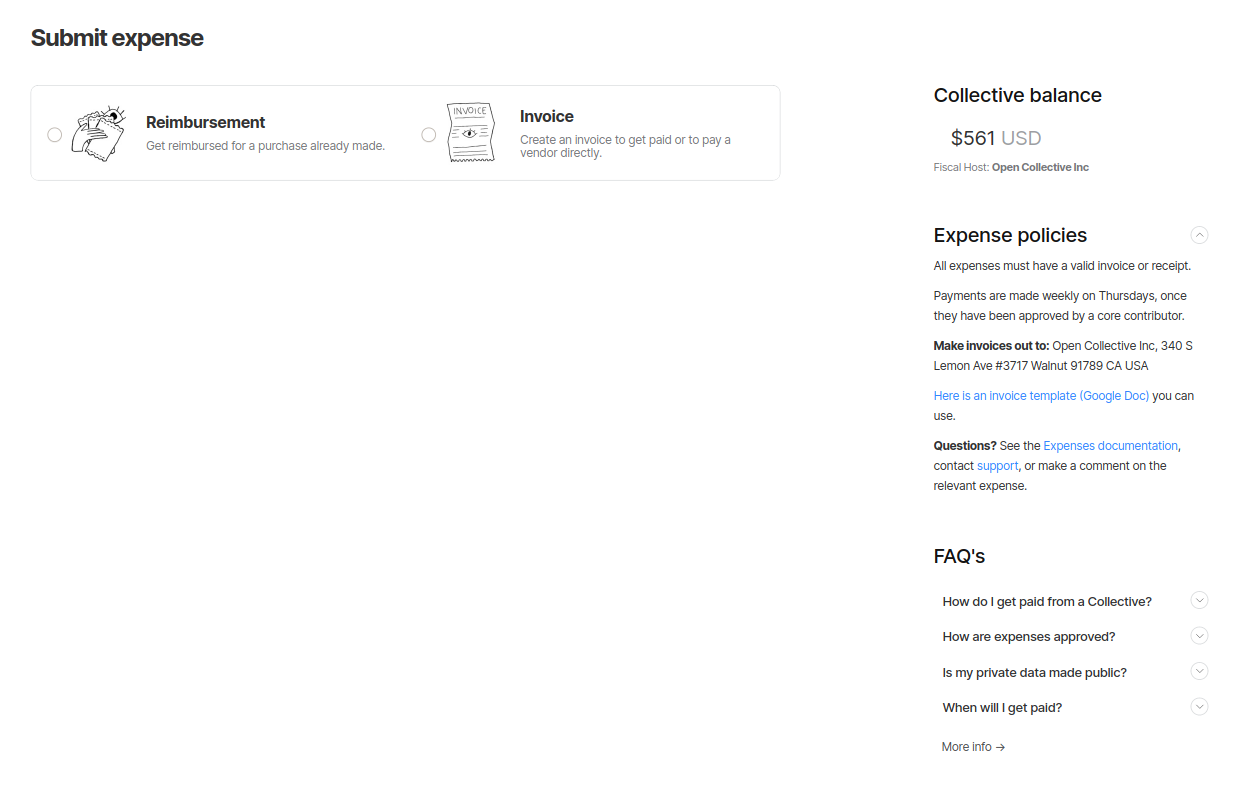 Submit expense
Reimbursement
Get reimbursed for a purchase already made.
INVOICE
Invoice
Create an invoice to get paid or to pay a
vendor directly.
Collective balance
$561 USD
Fiscal Host: Open Collective Inc
Expense policies
All expenses must have a valid invoice or receipt.
Payments are made weekly on Thursdays, once
they have been approved by a core contributor.
Make invoices out to: Open Collective Inc, 340 S
Lemon Ave #3717 Walnut 91789 CA USA
Here is an invoice template (Google Doc) you can
use.
Questions? See the Expenses documentation,
contact support, or make a comment on the
relevant expense.
FAQ's
How do I get paid from a Collective?
How are expenses approved?
Is my private data made public?
When will I get paid?
More info →